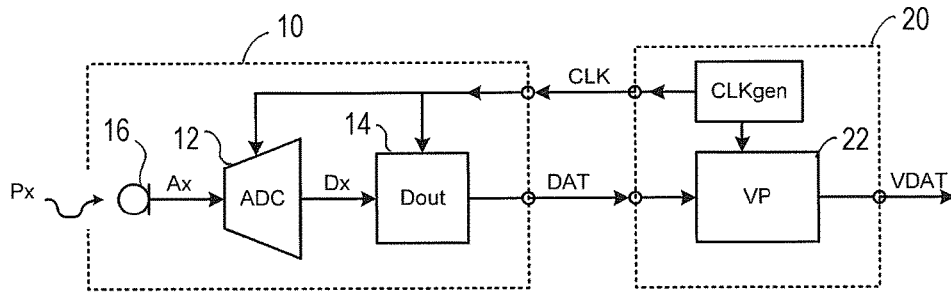 10
20
CLK
CLKgen
12
14
16
22
Px
Ax
ADC
Dx
Dout
DAT
VP
VDAT